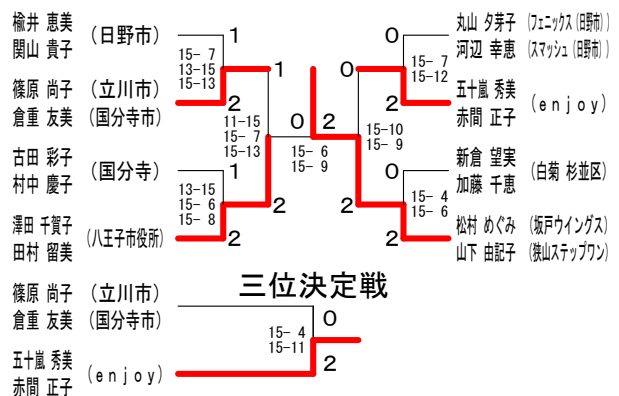 楡井 恵美 (日野市)
関山 貴子
1
15- 7
13-15
15-13
篠原 尚子 (立川市)
倉重 友美 (国分寺市)
2
1
11-15
15- 7
15-13
古田 彩子 (国分寺)
村中 慶子
1
13-15
15- 6
15- 8
澤田 千賀子 (八王子市役所)
田村 留美
2
2
0
2
15- 6
15- 9
丸山 夕芽子 (フェニックス(日野市))
河辺 幸恵 (スマッシュ(日野市))
0
15- 7
15-12
五十嵐 秀美 (enjoy)
赤間 正子
2
0
15-10
15- 9
新倉 望実 (白菊 杉並区)
加藤 千恵
0
15- 4
15- 6
松村 めぐみ (坂戸ウイングス)
山下 由記子 (狭山ステップワン)
2
2
三位決定戦
篠原 尚子 (立川市)
倉重 友美 (国分寺市)
0
15- 4
15-11
五十嵐 秀美 (enjoy)
赤間 正子
2